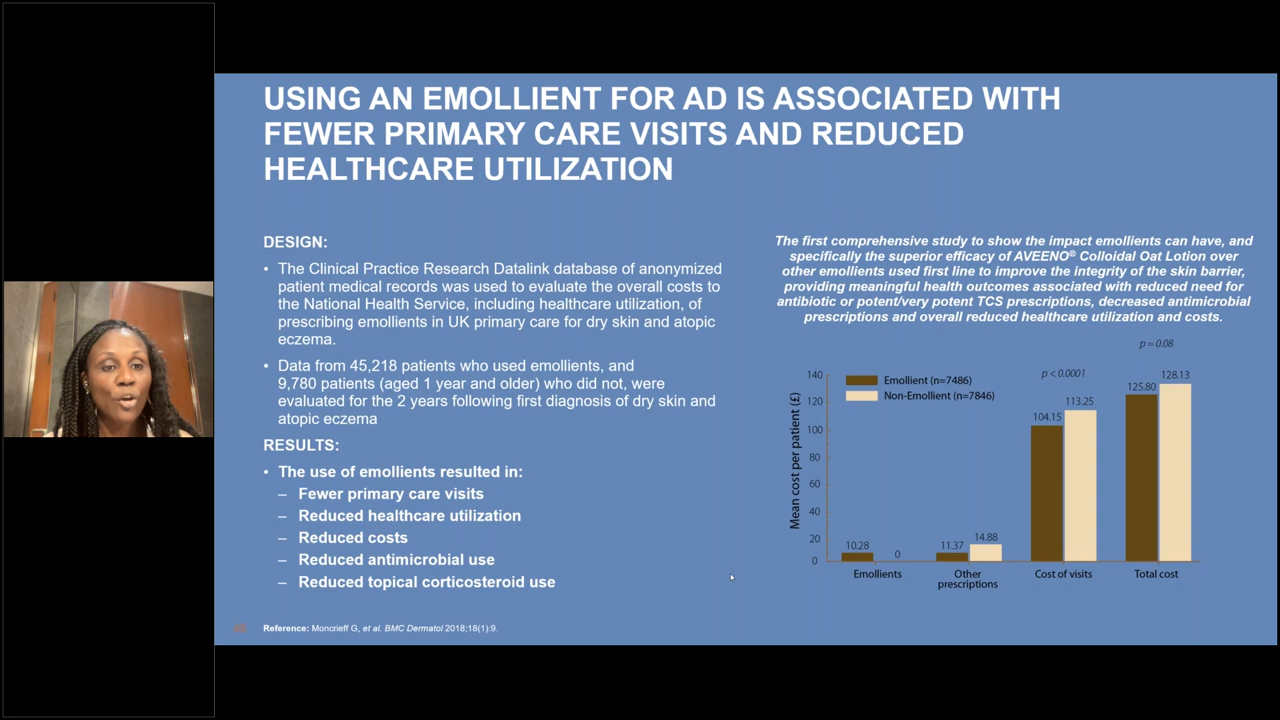 USING AN EMOLLIENT FOR AD IS ASSOCIATED WITH
FEWER PRIMARY CARE VISITS AND REDUCED
HEALTHCARE UTILIZATION
DESIGN:
• The Clinical Practice Research Datalink database of anonymized
patient medical records was used to evaluate the overall costs to
the National Health Service, including healthcare utilization, of
prescribing emollients in UK primary care for dry skin and atopic
eczema.
• Data from 45,218 patients who used emollients, and
9,780 patients (aged 1 year and older) who did not, were
evaluated for the 2 years following first diagnosis of dry skin and
atopic eczema
RESULTS:
• The use of emollients resulted in:
– Fewer primary care visits
– Reduced healthcare utilization
– Reduced costs
– Reduced antimicrobial use
– Reduced topical corticosteroid use
The first comprehensive study to show the impact emollients can have, and
specifically the superior efficacy of AVEENO® Colloidal Oat Lotion over
other emollients used first line to improve the integrity of the skin barrier,
providing meaningful health outcomes associated with reduced need for
antibiotic or potent/very potent TCS prescriptions, decreased antimicrobial
prescriptions and overall reduced healthcare utilization and costs.
p = 0.08
p < 0.0001
Emollient (n=7486)
Non-Emollient (n=7846)
Mean cost per patient (£)
140
120
100
80
60
40
20
0
10.28
0
11.37
14.88
104.15
113.25
125.80
128.13
Emollients
Other
prescriptions
Cost of visits
Total cost
Reference: Moncrieff G, et al. BMC Dermatol 2018;18(1):9.